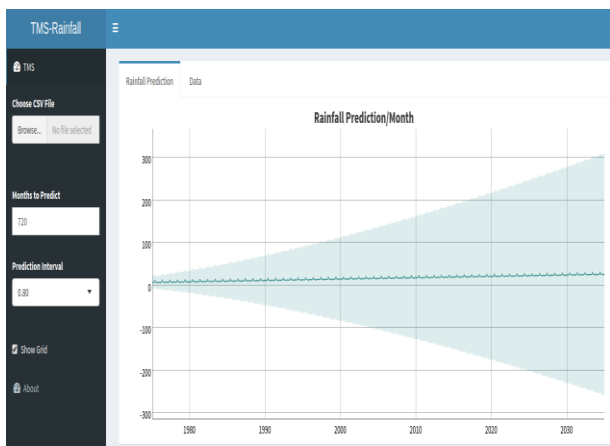 TMS-Rainfall
TMS
Choose CSV File
Browse... No file selected
Months to Predict
720
Prediction Interval
0.80
Show Grid
About
Rainfall Prediction Data
Rainfall Prediction/Month
300
200
100
0
-100
-200
-300
1980 1990 2000 2010 2020 2030